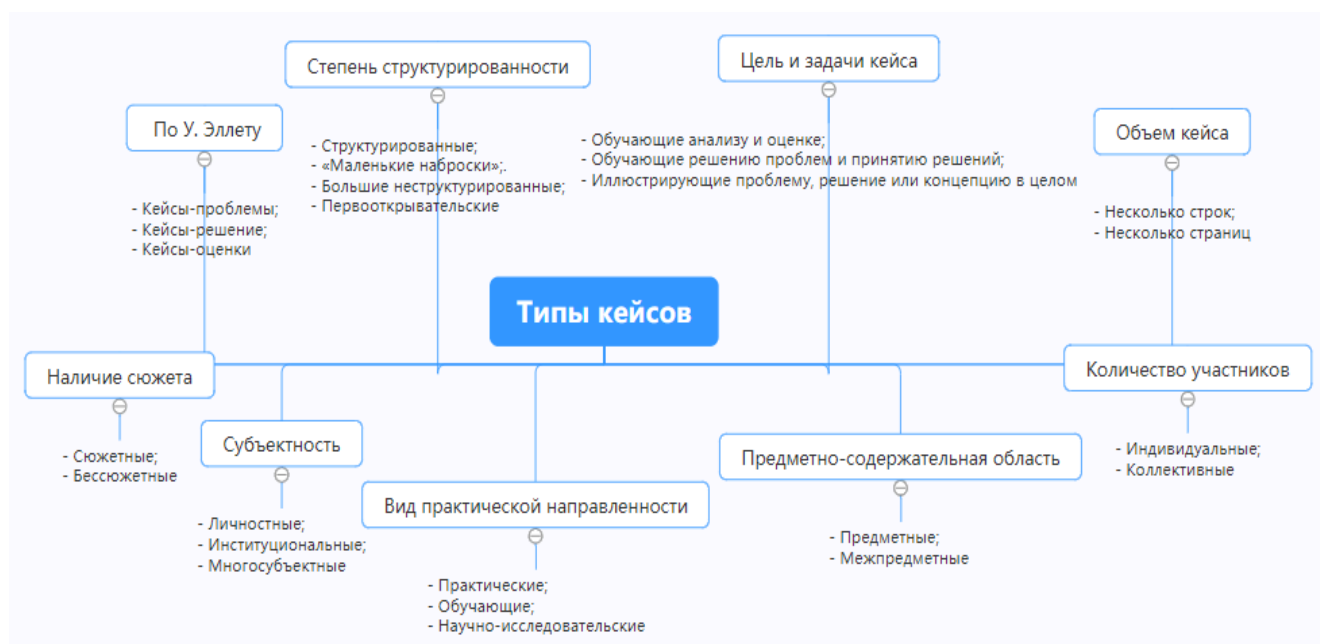 Степень структурированности
- Структурированные;
- «Маленькие наброски»;.
- Большие неструктурированные;
- Первооткрывательские
Цель и задачи кейса
- Обучающие анализу и оценке;
- Обучающие решению проблем и принятию решений;
- Иллюстрирующие проблему, решение или концепцию в целом
По У. Эллету
- Кейсы-проблемы;
- Кейсы-решение;
- Кейсы-оценки
Объем кейса
- Несколько строк;
- Несколько страниц
Типы кейсов
Наличие сюжета
- Сюжетные;
- Бессюжетные
Субъектность
- Личностные;
- Институциональные;
- Многосубъектные
Вид практической направленности
- Практические;
- Обучающие;
- Научно-исследовательские
Предметно-содержательная область
- Предметные;
- Межпредметные
Количество участников
- Индивидуальные;
- Коллективные